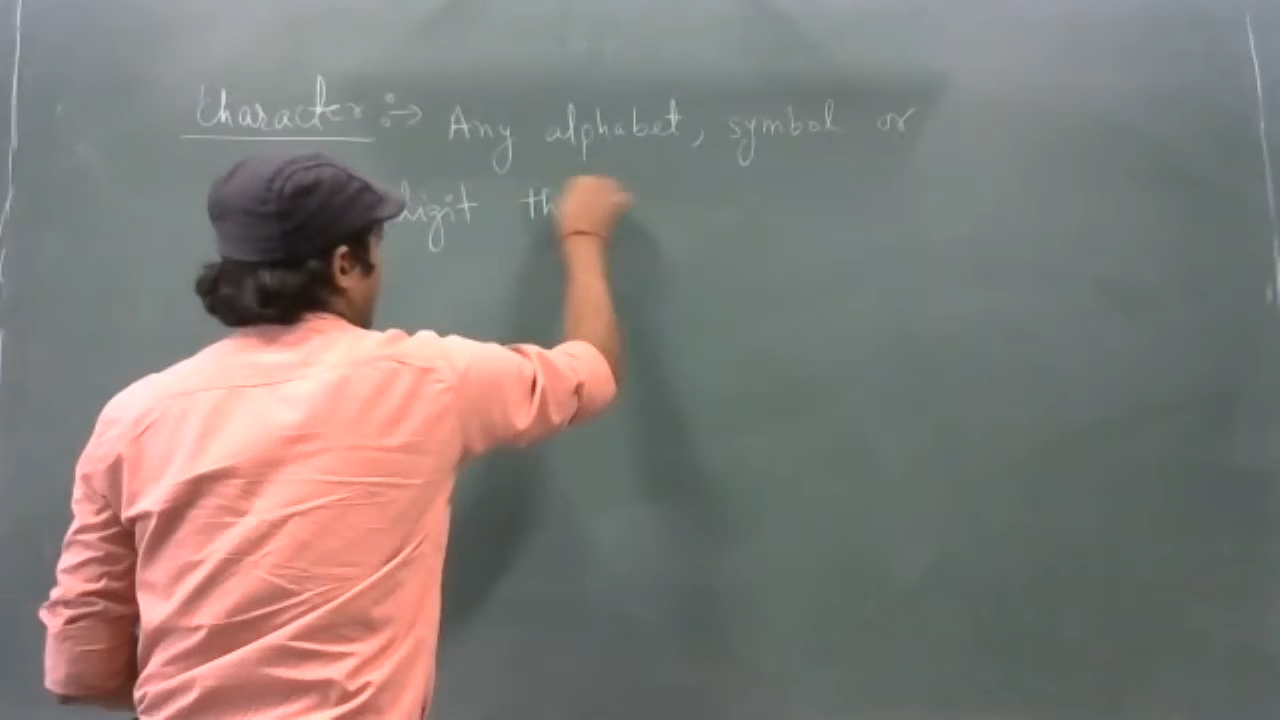 Character :→ Any alphabet, symbol or
digit th